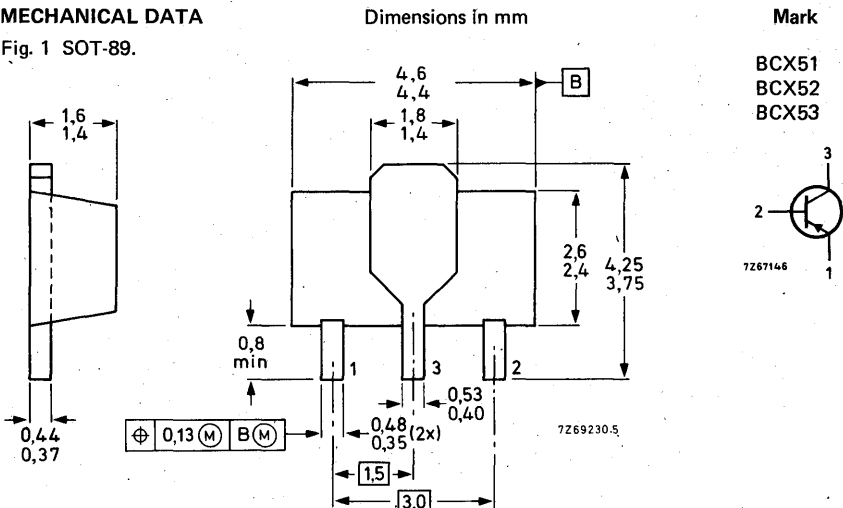 MECHANICAL DATA
Dimensions in mm
Mark
Fig. 1 SOT-89.
BCX51
BCX52
BCX53
4,6
4,4
B
1,6
1,4
1,8
1,4
3
2
1
7Z67146
2,6
2,4
4,25
3,75
0,8
min
1
3
2
0,53
0,40
0,44
0,37
0,13 M B M
0,48
0,35 (2x)
7Z69230.5
1,5
3,0